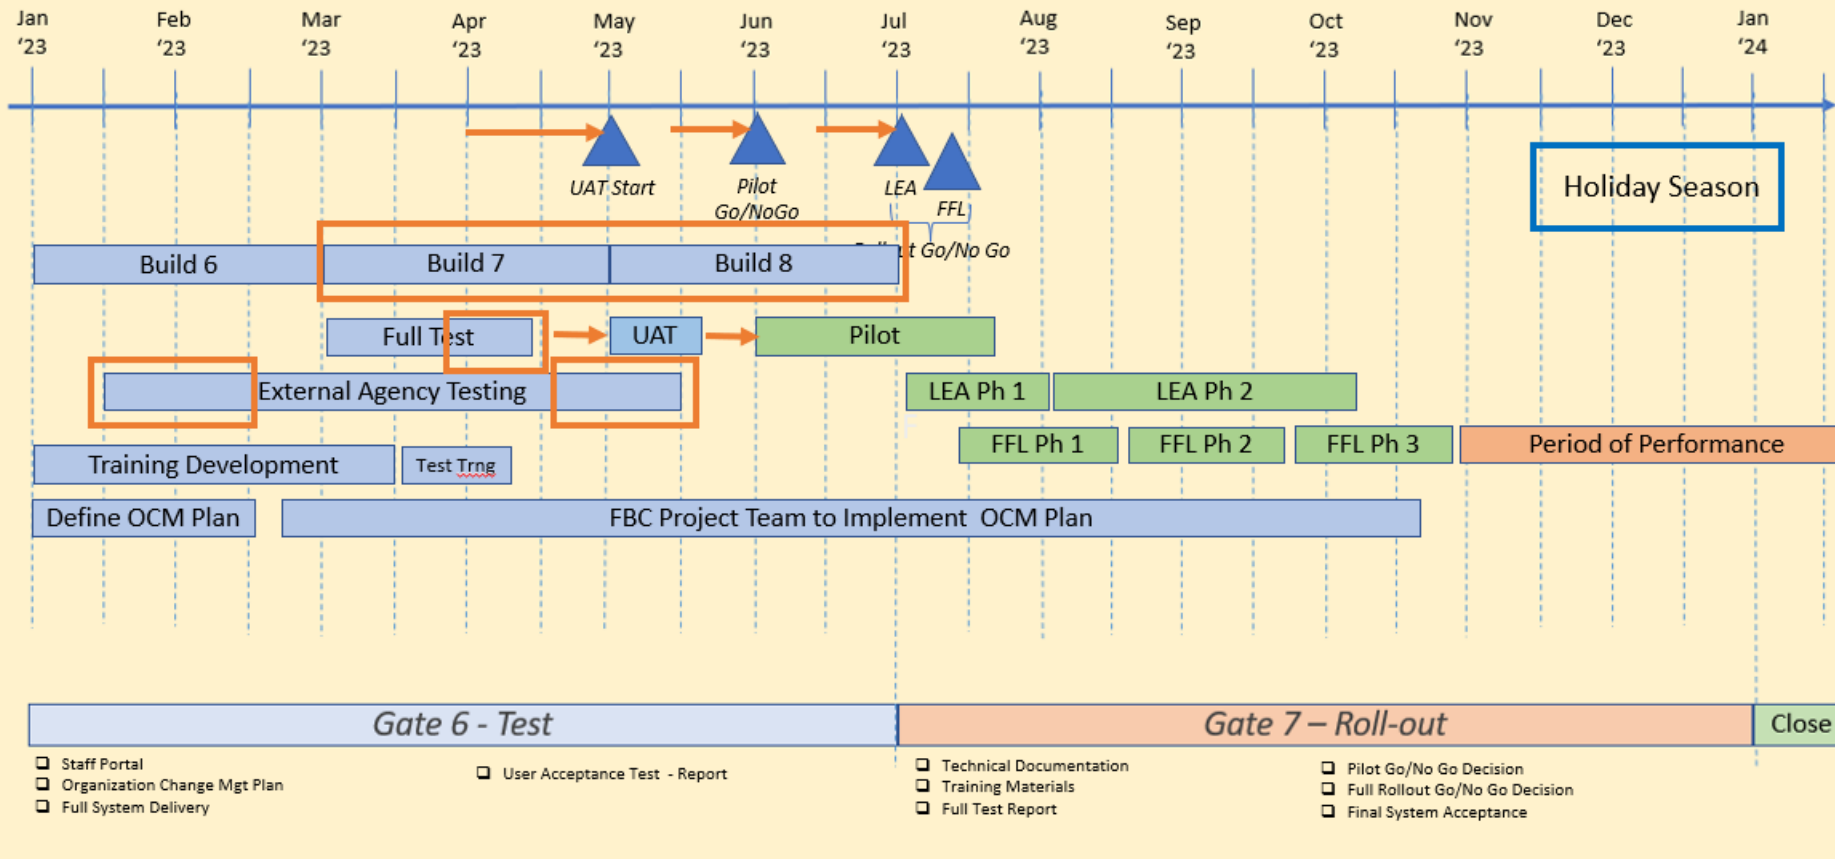 Jan Feb Mar Apr May Jun Jul Aug Sep Oct Nov Dec Jan
‘23 ‘23 ‘23 ‘23 ‘23 ‘23 ‘23 ‘23 ‘23 ‘23 ‘23 ‘23 ‘24
UAT Start
Pilot
Go/NoGo
LEA
FFL
Go/No Go
Holiday Season
Build 6
Build 7
Build 8
Full Test
UAT
Pilot
External Agency Testing
LEA Ph 1
LEA Ph 2
FFL Ph 1
FFL Ph 2
FFL Ph 3
Period of Performance
Training Development
Test Trng
Define OCM Plan
FBC Project Team to Implement OCM Plan
Gate 6 - Test
Gate 7 – Roll-out
Close
Staff Portal
Organization Change Mgt Plan
Full System Delivery
User Acceptance Test - Report
Technical Documentation
Training Materials
Full Test Report
Pilot Go/No Go Decision
Full Rollout Go/No Go Decision
Final System Acceptance